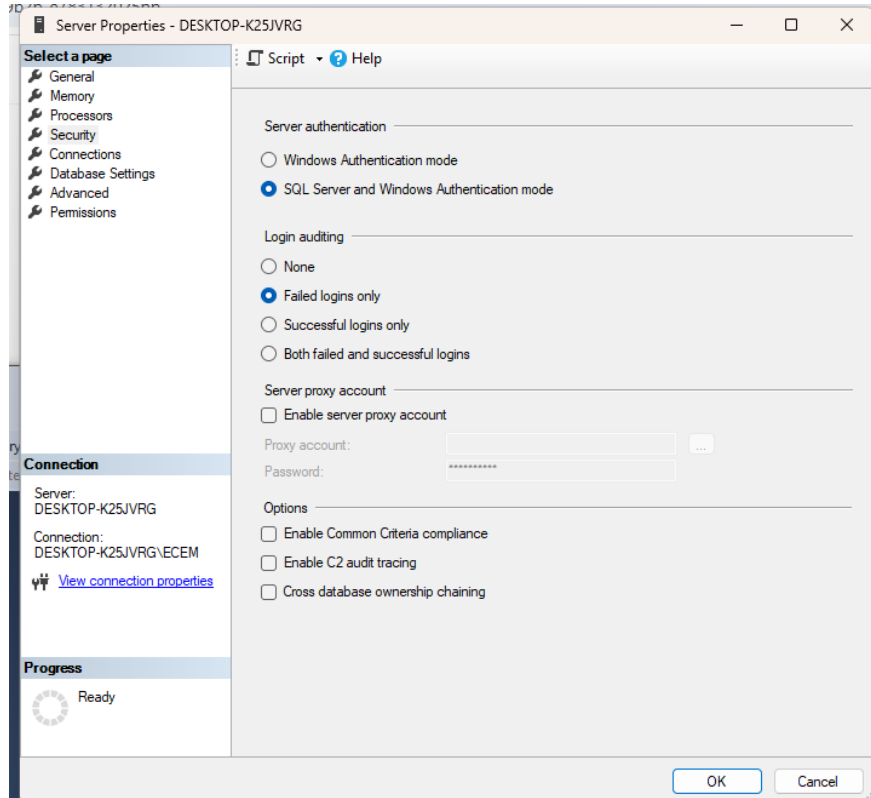 Server Properties - DESKTOP-K25JVRG
Select a page
General
Memory
Processors
Security
Connections
Database Settings
Advanced
Permissions
Script
Help
Server authentication
Windows Authentication mode
SQL Server and Windows Authentication mode
Login auditing
None
Failed logins only
Successful logins only
Both failed and successful logins
Server proxy account
Enable server proxy account
Proxy account:
...
Password:
**********
Options
Enable Common Criteria compliance
Enable C2 audit tracing
Cross database ownership chaining
Connection
Server:
DESKTOP-K25JVRG
Connection:
DESKTOP-K25JVRG\ECEM
View connection properties
Progress
Ready
OK
Cancel